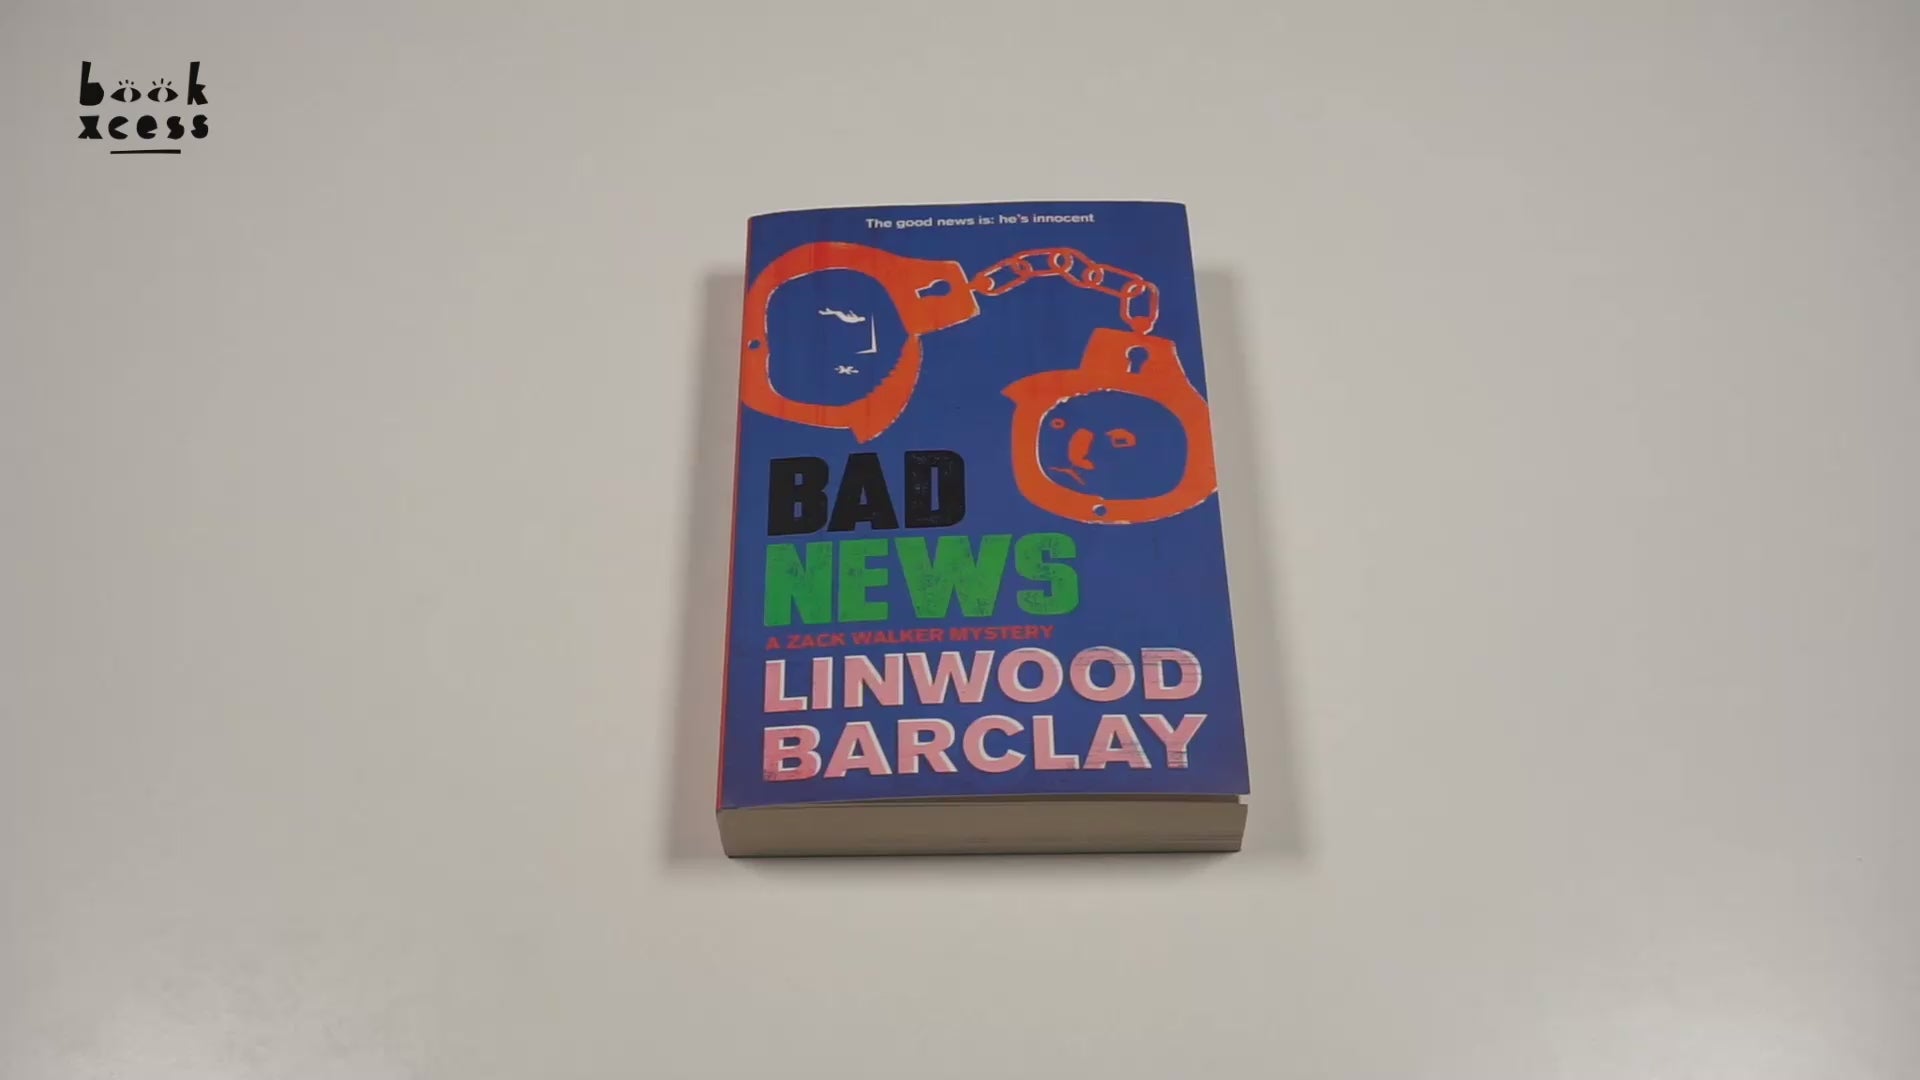 book
xcess
The good news is: he's innocent
BAD
NEWS
A ZACK WALKER MYSTERY
LINWOOD
BARCLAY